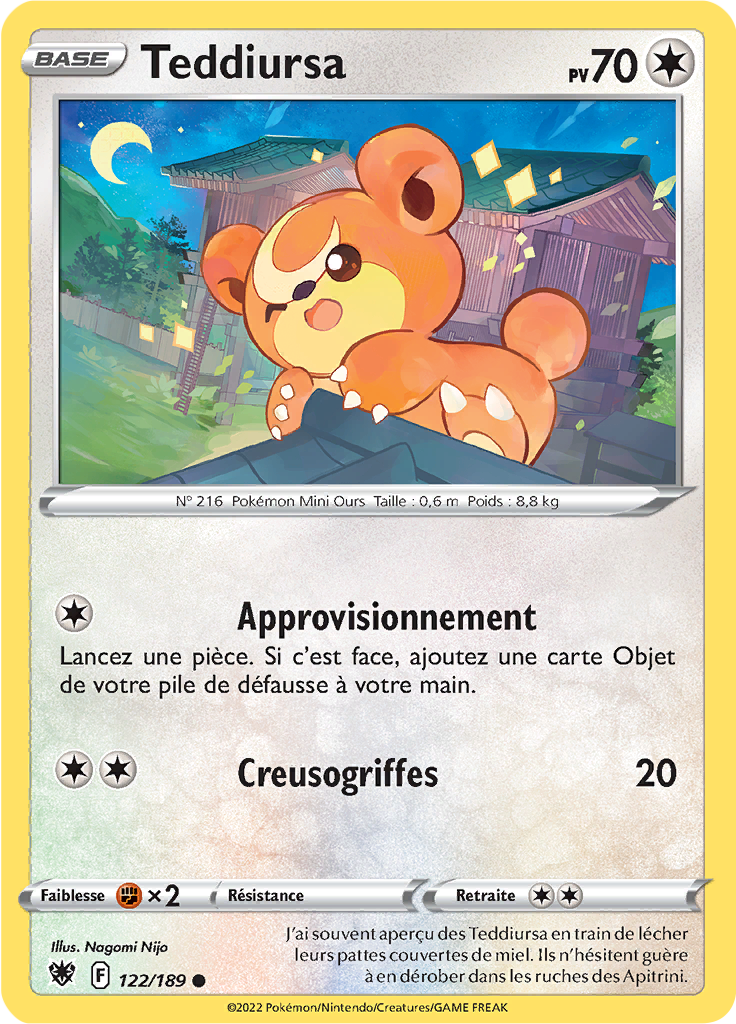 BASE Teddiursa PV 70
N° 216 Pokémon Mini Ours Taille : 0,6 m Poids : 8,8 kg
Approvisionnement
Lancez une pièce. Si c'est face, ajoutez une carte Objet
de votre pile de défausse à votre main.
Creusogriffes 20
Faiblesse ×2 Résistance Retraite
Illus. Nagomi Nijo
J'ai souvent aperçu des Teddiursa en train de lécher
leurs pattes couvertes de miel. Ils n'hésitent guère
à en dérober dans les ruches des Apitrini.
F 122/189
©2022 Pokémon/Nintendo/Creatures/GAME FREAK